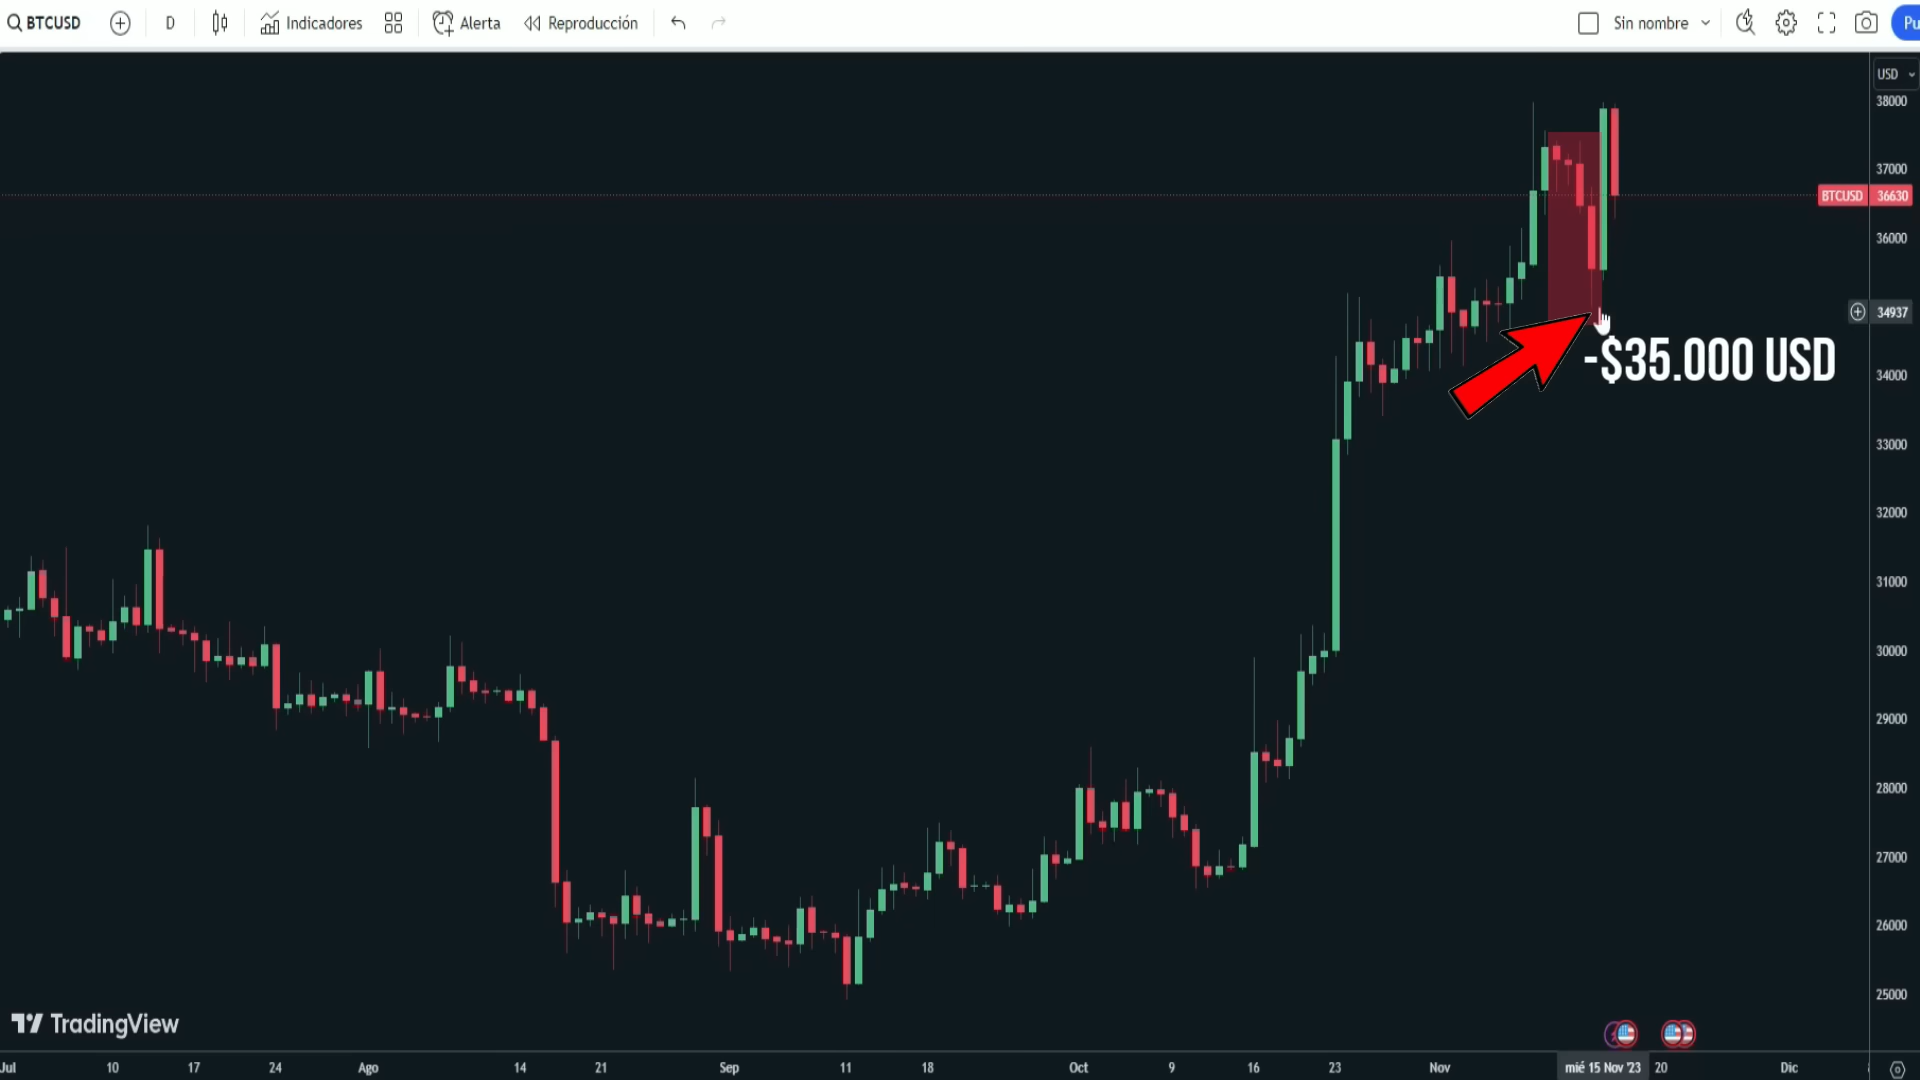 BTCUSD D Indicadores Alerta Reproducción Sin nombre
USD
38000
37000
BTCUSD 36630
36000
34937
-$35.000 USD
34000
33000
32000
31000
30000
29000
28000
27000
26000
25000
TradingView
Jul 10 17 24 Ago 14 21 Sep 11 18 Oct 9 16 23 Nov mié 15 Nov '23 20 Dic